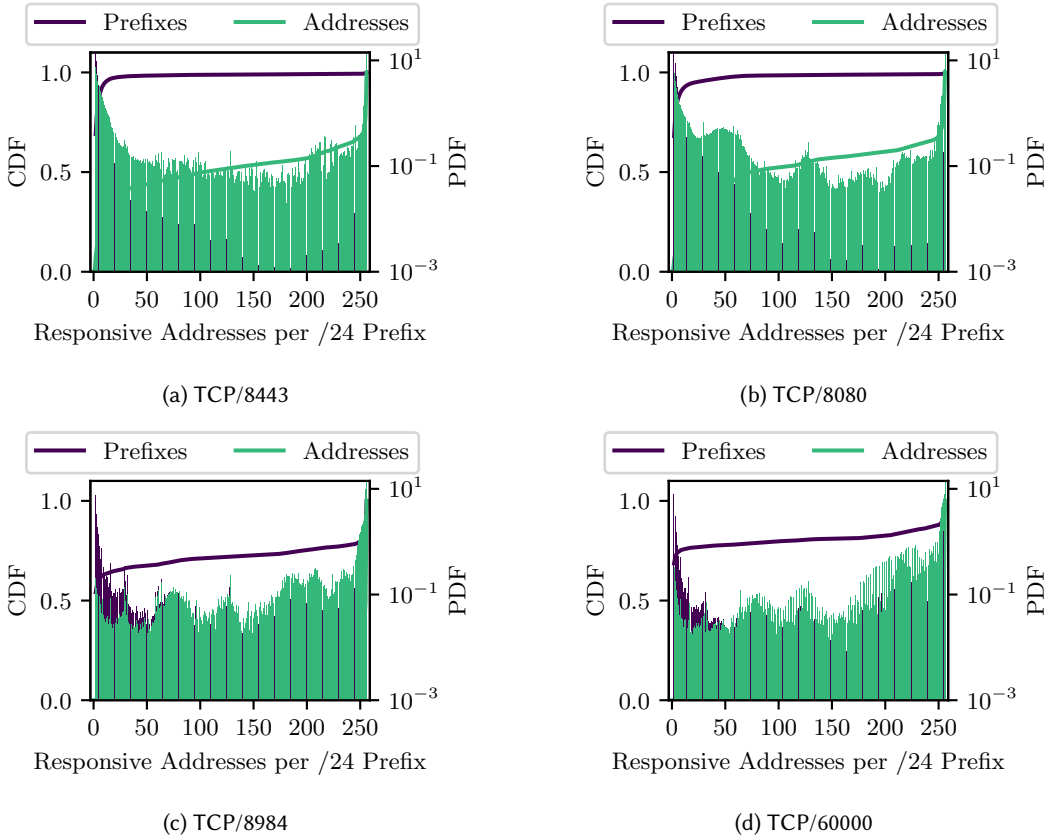 Prefixes Addresses
1.0
0.5
0.0
CDF
10^1
10^−1
10^−3
PDF
0 50 100 150 200 250
Responsive Addresses per /24 Prefix
(a) TCP/8443
Prefixes Addresses
1.0
0.5
0.0
CDF
10^1
10^−1
10^−3
PDF
0 50 100 150 200 250
Responsive Addresses per /24 Prefix
(b) TCP/8080
Prefixes Addresses
1.0
0.5
0.0
CDF
10^1
10^−1
10^−3
PDF
0 50 100 150 200 250
Responsive Addresses per /24 Prefix
(c) TCP/8984
Prefixes Addresses
1.0
0.5
0.0
CDF
10^1
10^−1
10^−3
PDF
0 50 100 150 200 250
Responsive Addresses per /24 Prefix
(d) TCP/60000